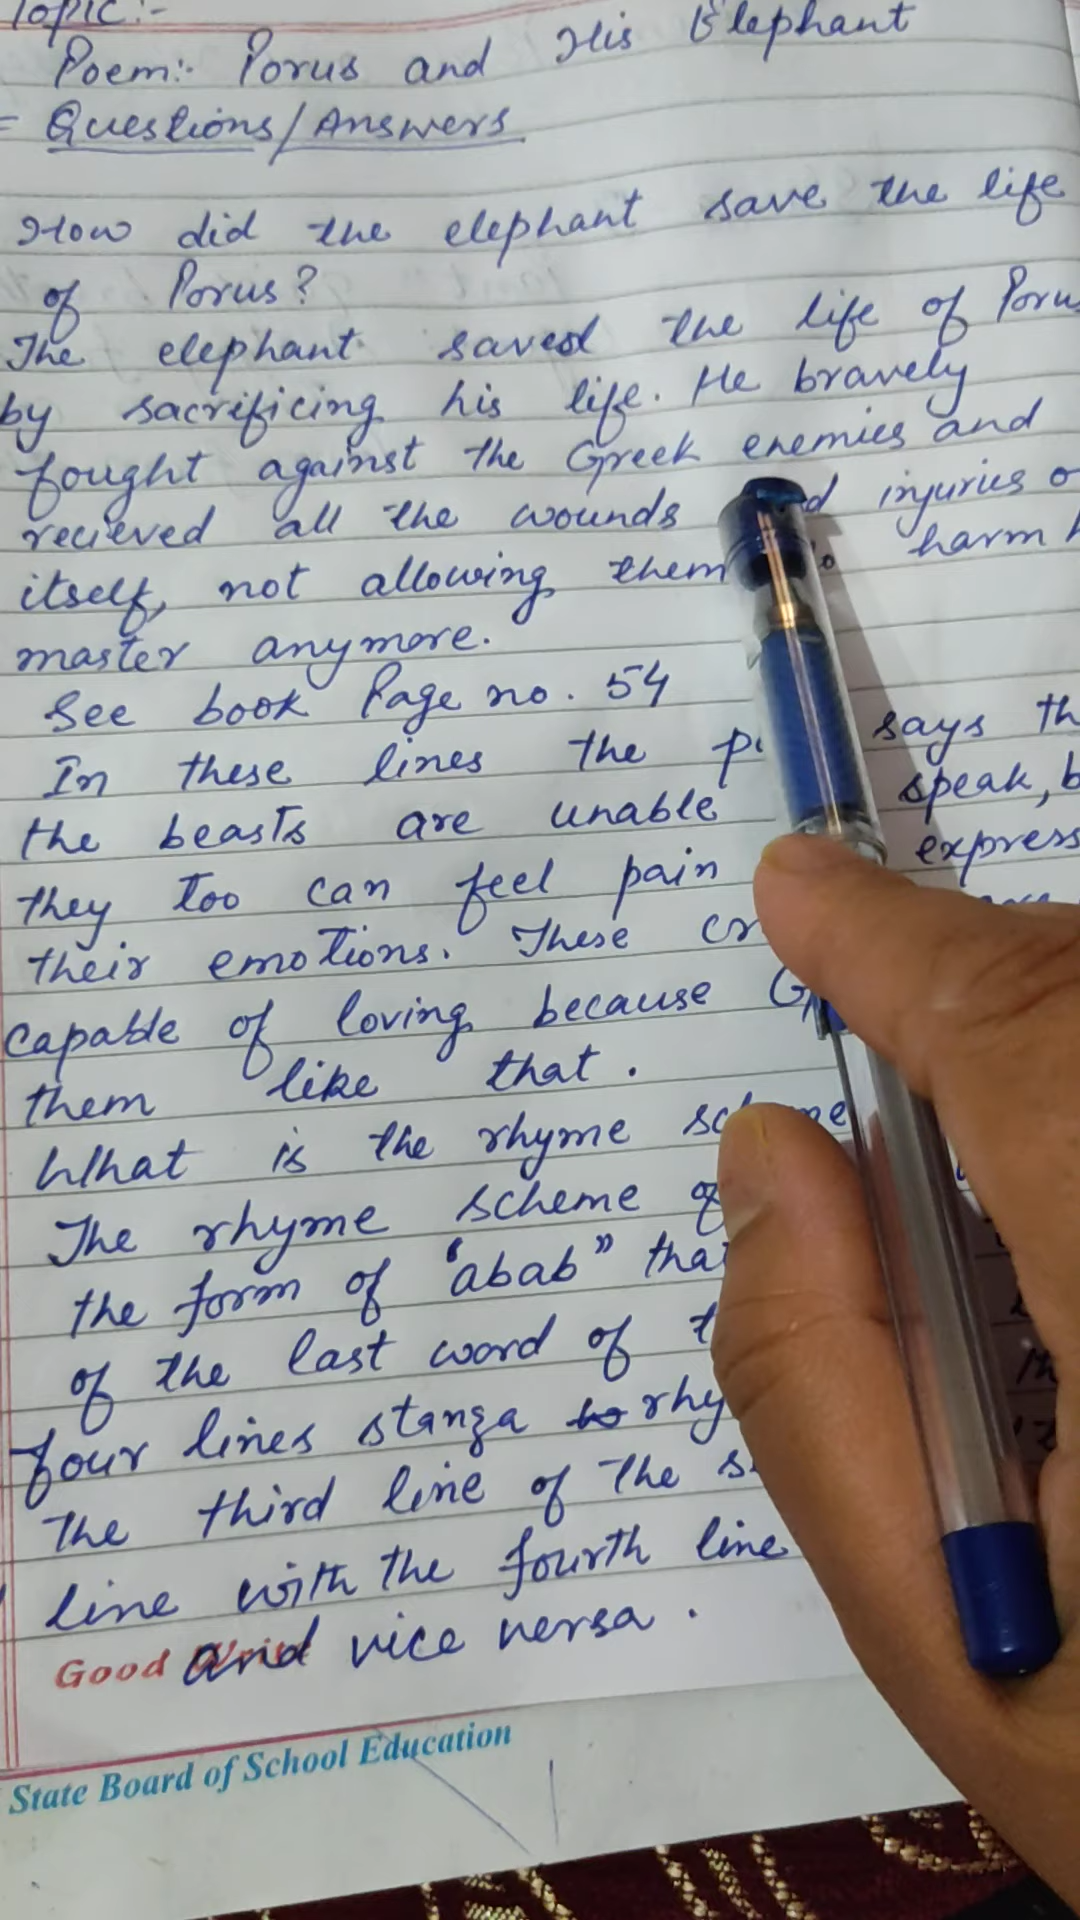 Topic:-
Poem:- Porus and His Elephant
= Questions/Answers
How did the elephant save the life
of Porus?
The elephant saved the life of Porus
by sacrificing his life. He bravely
fought against the Greek enemies and
recieved all the wounds injuries
itself, not allowing them harm
master anymore.
See book Page no. 54
In these lines the says
the beasts are unable speak,
they too can feel pain express
their emotions. These
capable of loving because
them like that.
What is the rhyme
The rhyme scheme
the form of "abab"
of the last word of
four lines stanza
The third line of the
line with the fourth line
and vice versa.
Good
State Board of School Education